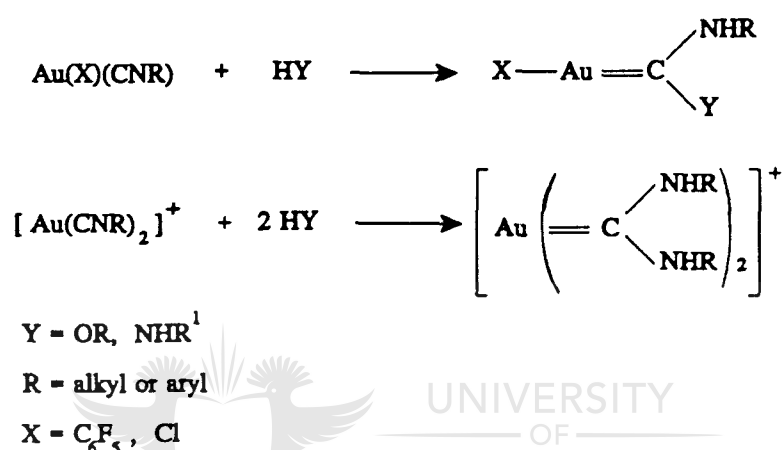 Au(X)(CNR) + HY ⟶ X—Au=C NHR Y
[Au(CNR)₂]⁺ + 2 HY ⟶ [Au(=C NHR NHR)₂]⁺
Y = OR, NHR¹
R = alkyl or aryl
X = C₆F₅, Cl
UNIVERSITY
OF